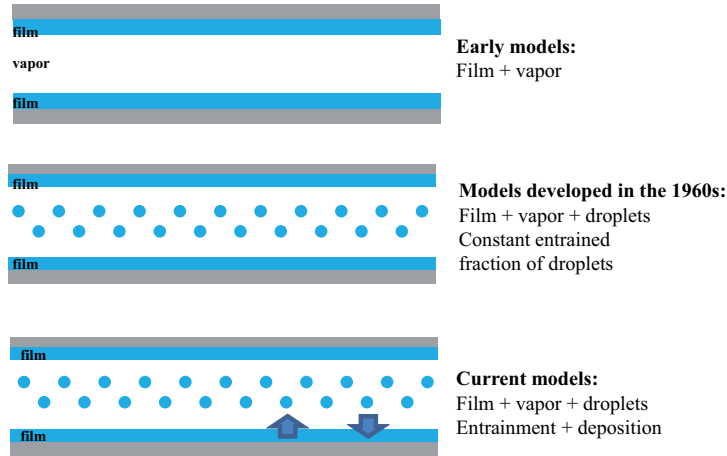 film
vapor
film
Early models:
Film + vapor
film
film
Models developed in the 1960s:
Film + vapor + droplets
Constant entrained
fraction of droplets
film
film
Current models:
Film + vapor + droplets
Entrainment + deposition